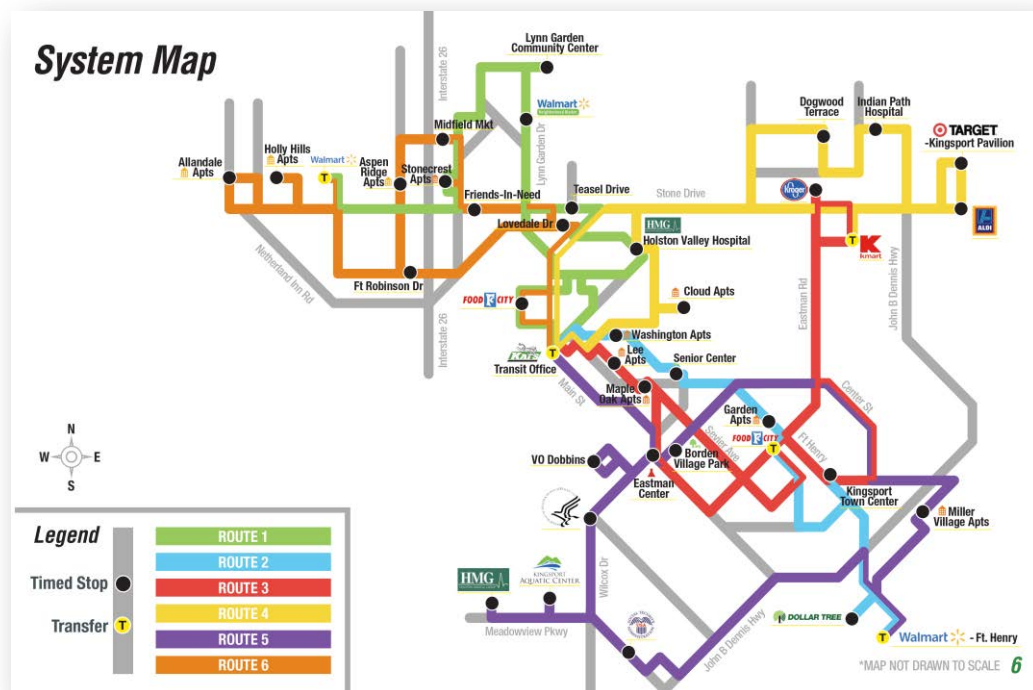 System Map
Interstate 26
Lynn Garden
Community Center
Walmart
Lynn Garden Dr
Midfield Mkt
Dogwood
Terrace
Indian Path
Hospital
TARGET
-Kingsport Pavilion
Allandale
Apts
Holly Hills
Apts
Walmart
T
Aspen
Ridge
Apts
Stonecrest
Apts
Friends-In-Need
Teasel Drive
Stone Drive
Kroger
ALDI
Lovedale Dr
HMG
Holston Valley Hospital
T
kmart
Netherland Inn Rd
Ft Robinson Dr
Eastman Rd
John B Dennis Hwy
Cloud Apts
FOOD CITY
Interstate 26
Washington Apts
KATS
T
Transit Office
Lee
Apts
Senior Center
Main St
Maple
Oak Apts
Center St
Garden
Apts
Sevier Ave
FOOD CITY
T
Ft Henry
N
W E
S
VO Dobbins
Borden
Village Park
Eastman
Center
Kingsport
Town Center
Miller
Village Apts
Legend
Timed Stop
Transfer
T
ROUTE 1
ROUTE 2
ROUTE 3
ROUTE 4
ROUTE 5
ROUTE 6
HMG
KINGSPORT
AQUATIC CENTER
Wilcox Dr
Meadowview Pkwy
John B Dennis Hwy
DOLLAR TREE
T
Walmart - Ft. Henry
*MAP NOT DRAWN TO SCALE 6